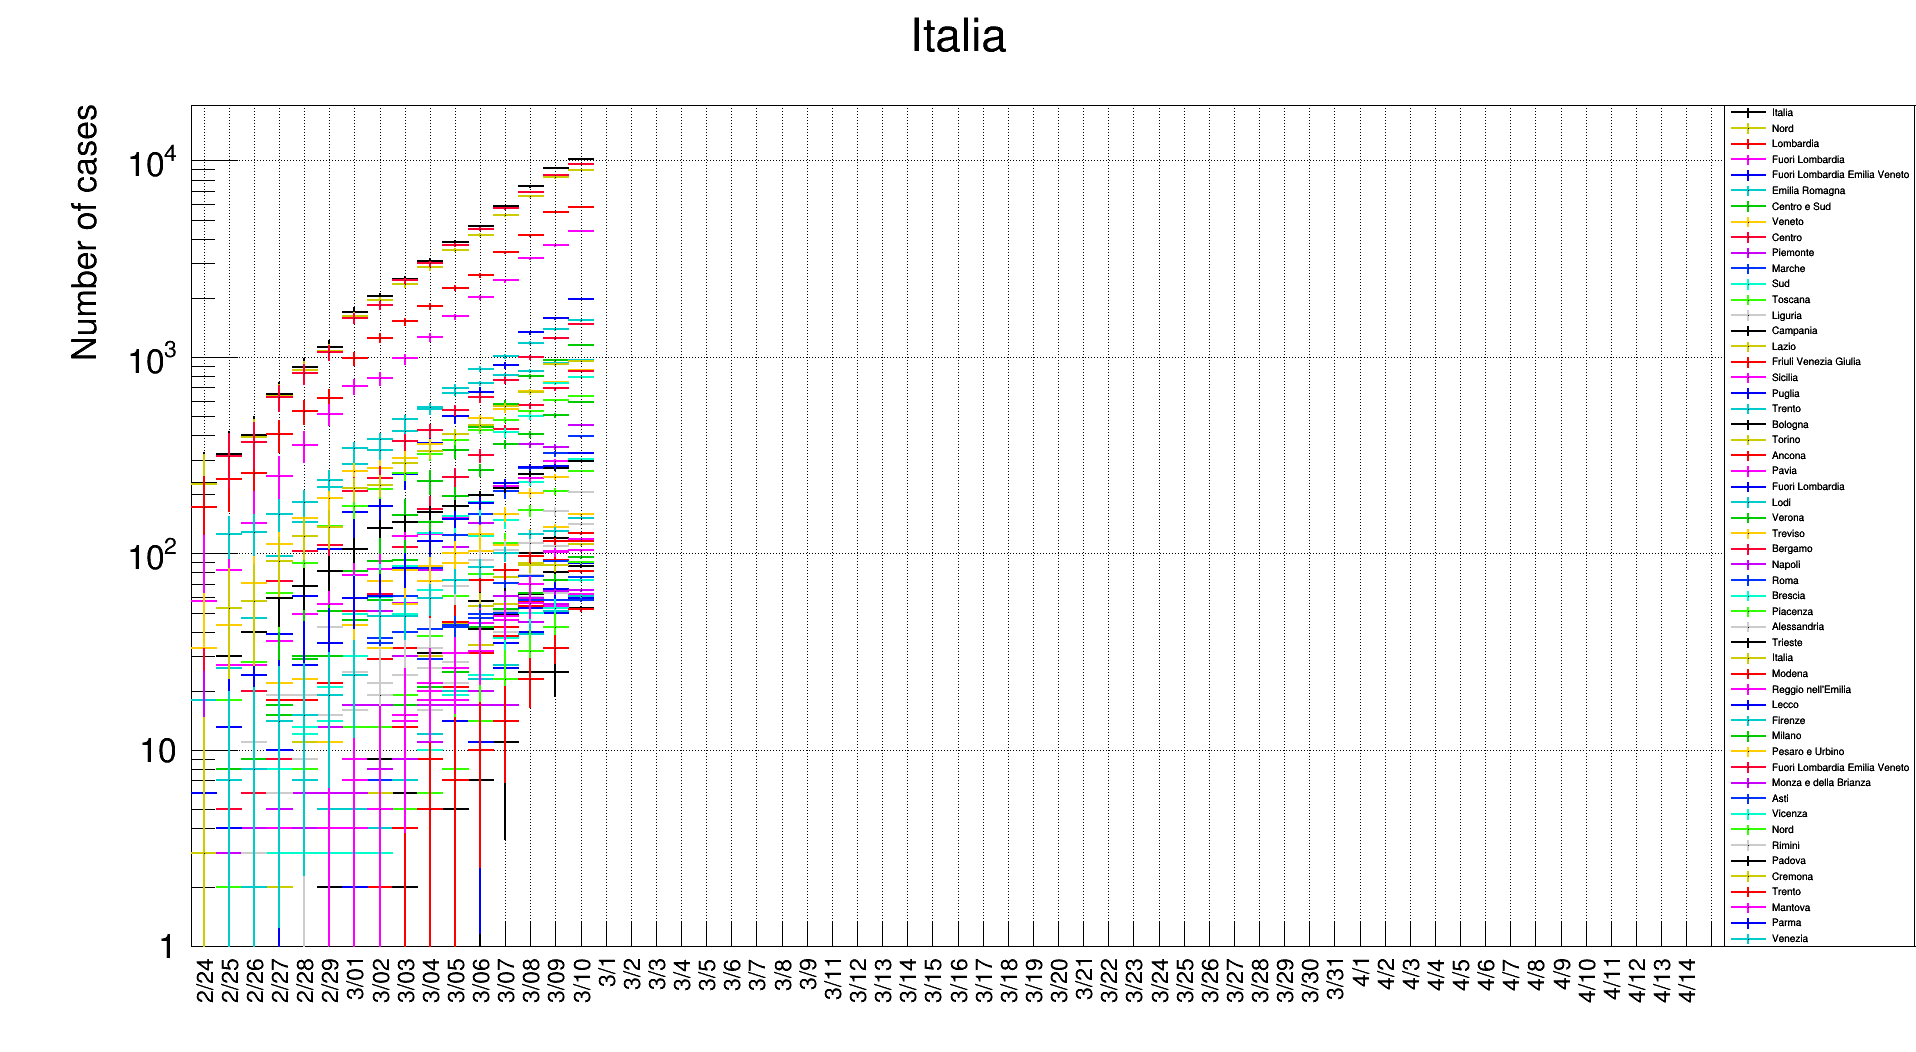 Italia
Number of cases
10^4
10^3
10^2
10
1
2/24
2/25
2/26
2/27
2/28
2/29
3/01
3/02
3/03
3/04
3/05
3/06
3/07
3/08
3/09
3/10
3/1
3/2
3/3
3/4
3/5
3/6
3/7
3/8
3/9
3/11
3/12
3/13
3/14
3/15
3/16
3/17
3/18
3/19
3/20
3/21
3/22
3/23
3/24
3/25
3/26
3/27
3/28
3/29
3/30
3/31
4/1
4/2
4/3
4/4
4/5
4/6
4/7
4/8
4/9
4/10
4/11
4/12
4/13
4/14
Italia
Nord
Lombardia
Fuori Lombardia
Fuori Lombardia Emilia Veneto
Emilia Romagna
Centro e Sud
Veneto
Centro
Piemonte
Marche
Sud
Toscana
Liguria
Campania
Lazio
Friuli Venezia Giulia
Sicilia
Puglia
Trento
Bologna
Torino
Ancona
Pavia
Fuori Lombardia
Lodi
Verona
Treviso
Bergamo
Napoli
Roma
Brescia
Piacenza
Alessandria
Trieste
Italia
Modena
Reggio nell'Emilia
Lecco
Firenze
Milano
Pesaro e Urbino
Fuori Lombardia Emilia Veneto
Monza e della Brianza
Asti
Vicenza
Nord
Rimini
Padova
Cremona
Trento
Mantova
Parma
Venezia